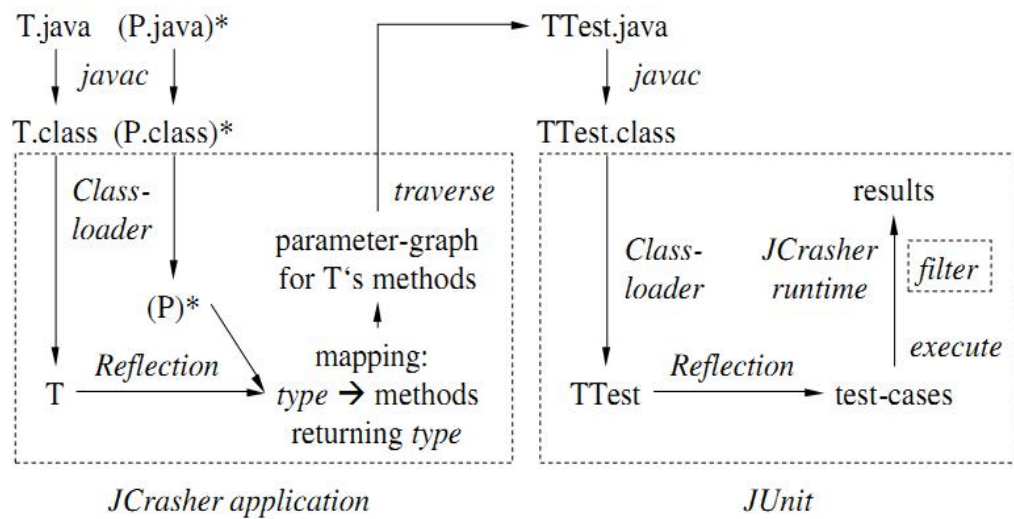 T.java (P.java)*
javac
T.class (P.class)*
Class-
loader
(P)*
T
Reflection
mapping:
type → methods
returning type
parameter-graph
for T‘s methods
traverse
JCrasher application
TTest.java
javac
TTest.class
Class-
loader
TTest
Reflection
test-cases
execute
JCrasher
runtime
filter
results
JUnit